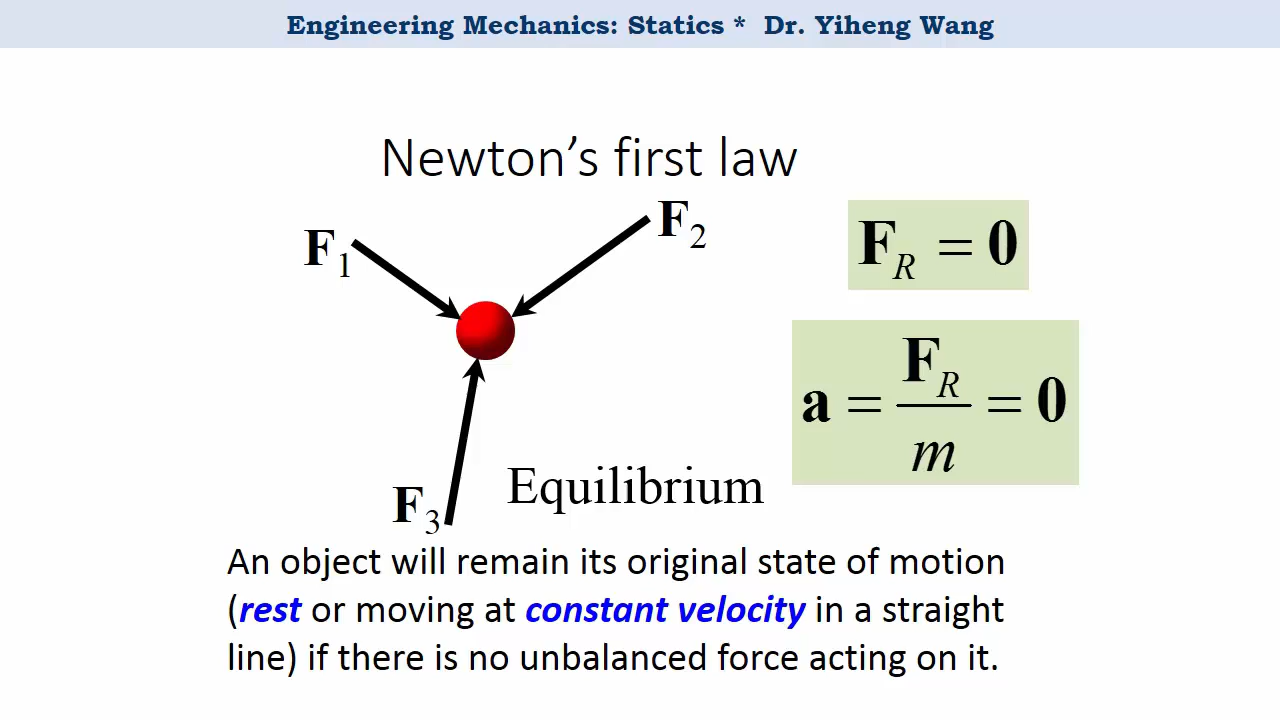 Engineering Mechanics: Statics * Dr. Yiheng Wang
Newton’s first law
F1
F2
F_R = 0
a = F_R / m = 0
F3
Equilibrium
An object will remain its original state of motion
(rest or moving at constant velocity in a straight
line) if there is no unbalanced force acting on it.